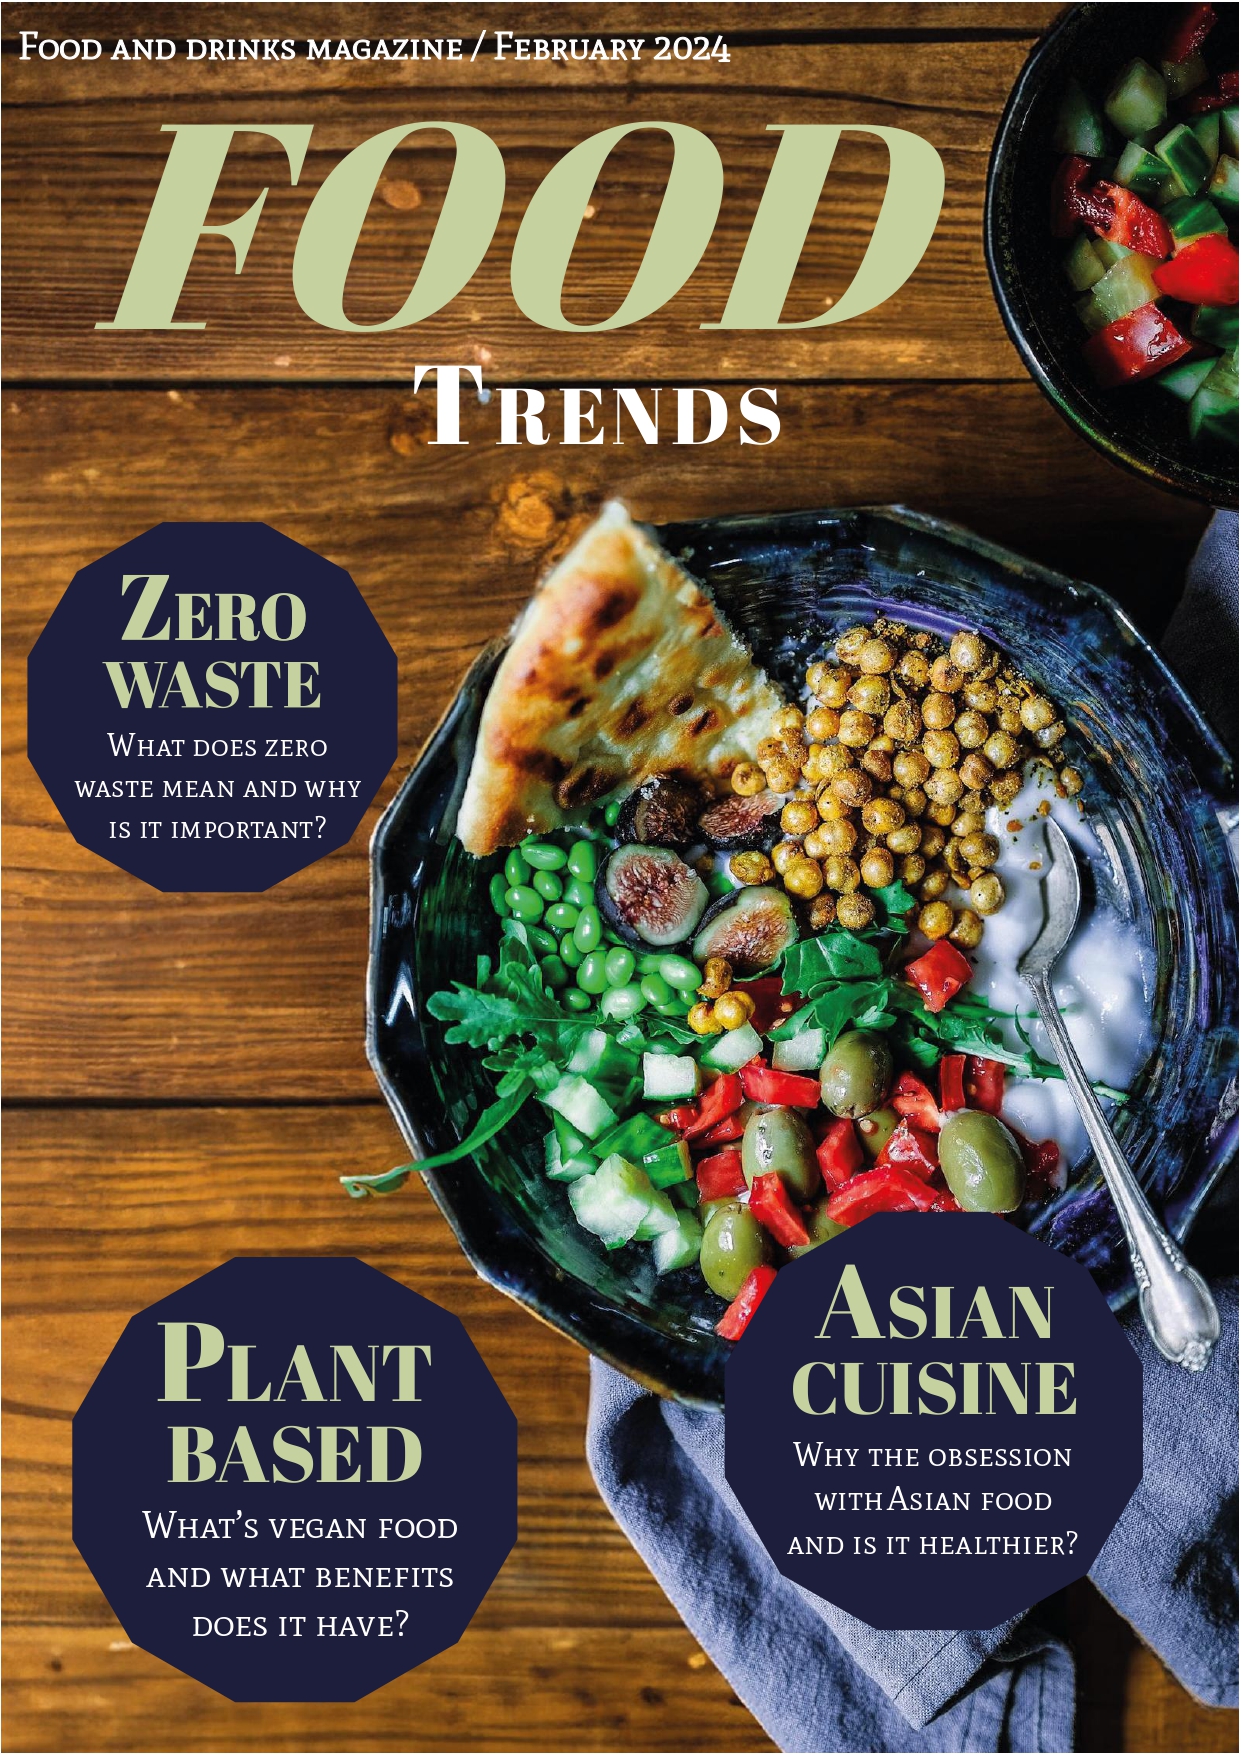 Food and drinks magazine / February 2024
FOOD
Trends
Zero
waste
What does zero
waste mean and why
is it important?
Plant
based
What's vegan food
and what benefits
does it have?
Asian
cuisine
Why the obsession
with Asian food
and is it healthier?